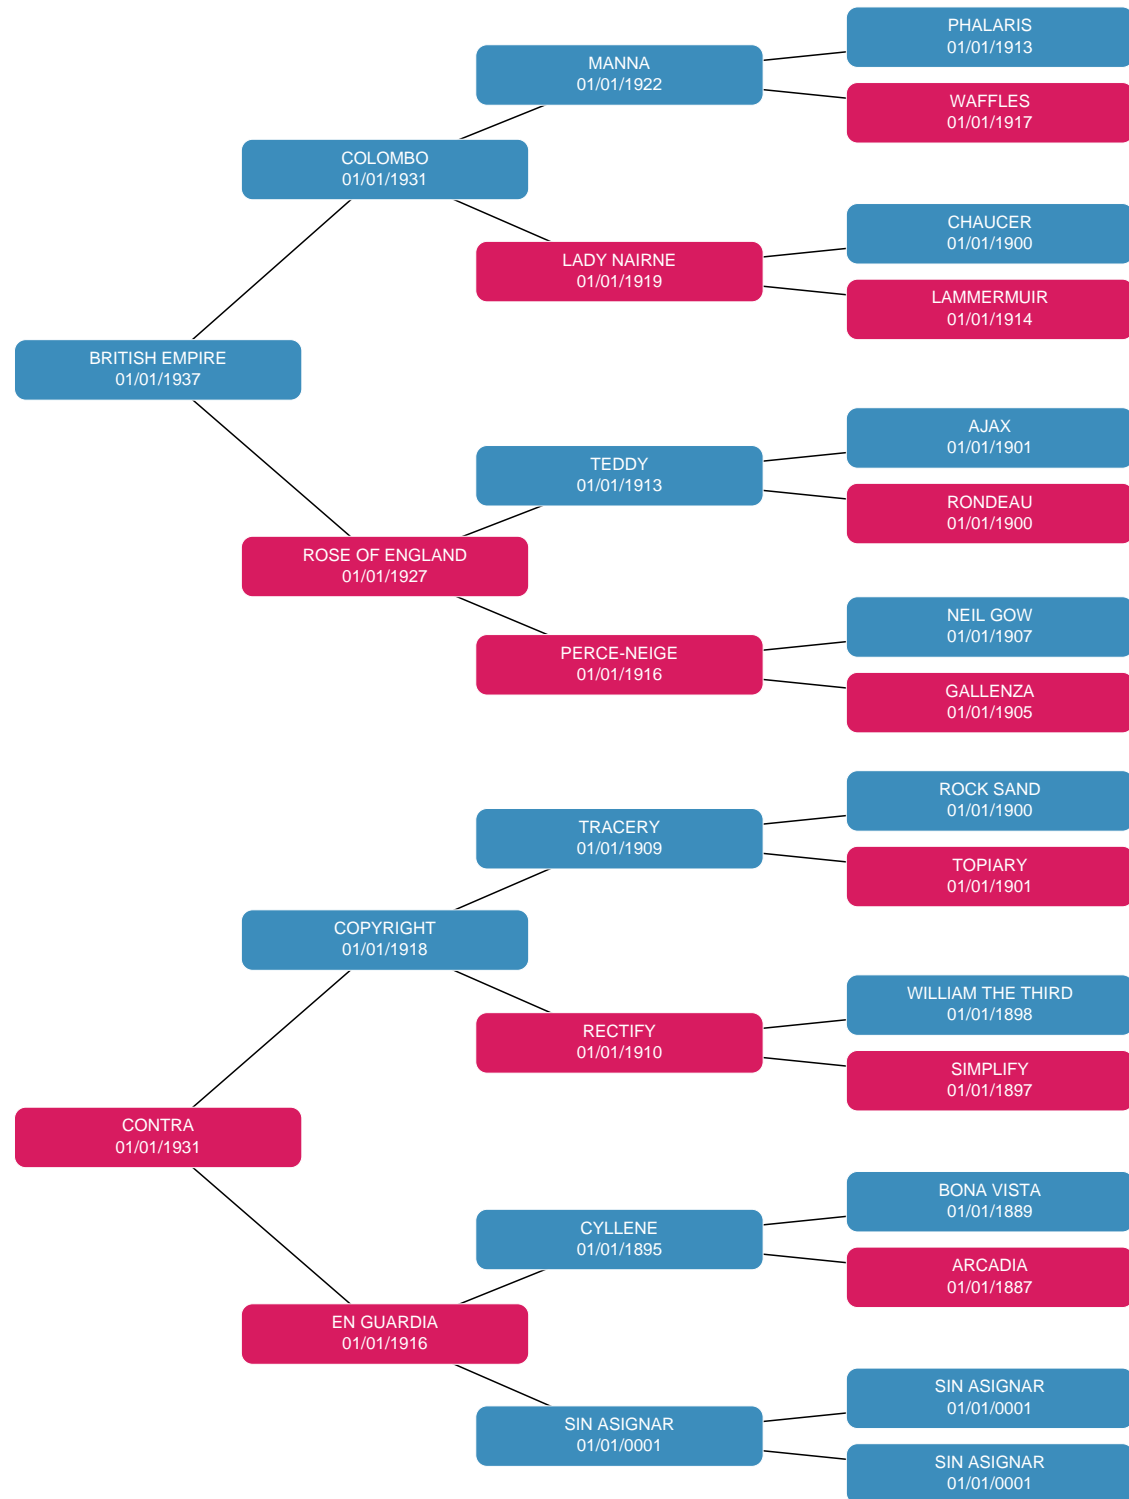 PHALARIS
01/01/1913
MANNA
01/01/1922
WAFFLES
01/01/1917
COLOMBO
01/01/1931
CHAUCER
01/01/1900
LADY NAIRNE
01/01/1919
LAMMERMUIR
01/01/1914
BRITISH EMPIRE
01/01/1937
AJAX
01/01/1901
TEDDY
01/01/1913
RONDEAU
01/01/1900
ROSE OF ENGLAND
01/01/1927
NEIL GOW
01/01/1907
PERCE-NEIGE
01/01/1916
GALLENZA
01/01/1905
ROCK SAND
01/01/1900
TRACERY
01/01/1909
TOPIARY
01/01/1901
COPYRIGHT
01/01/1918
WILLIAM THE THIRD
01/01/1898
RECTIFY
01/01/1910
SIMPLIFY
01/01/1897
CONTRA
01/01/1931
BONA VISTA
01/01/1889
CYLLENE
01/01/1895
ARCADIA
01/01/1887
EN GUARDIA
01/01/1916
SIN ASIGNAR
01/01/0001
SIN ASIGNAR
01/01/0001
SIN ASIGNAR
01/01/0001